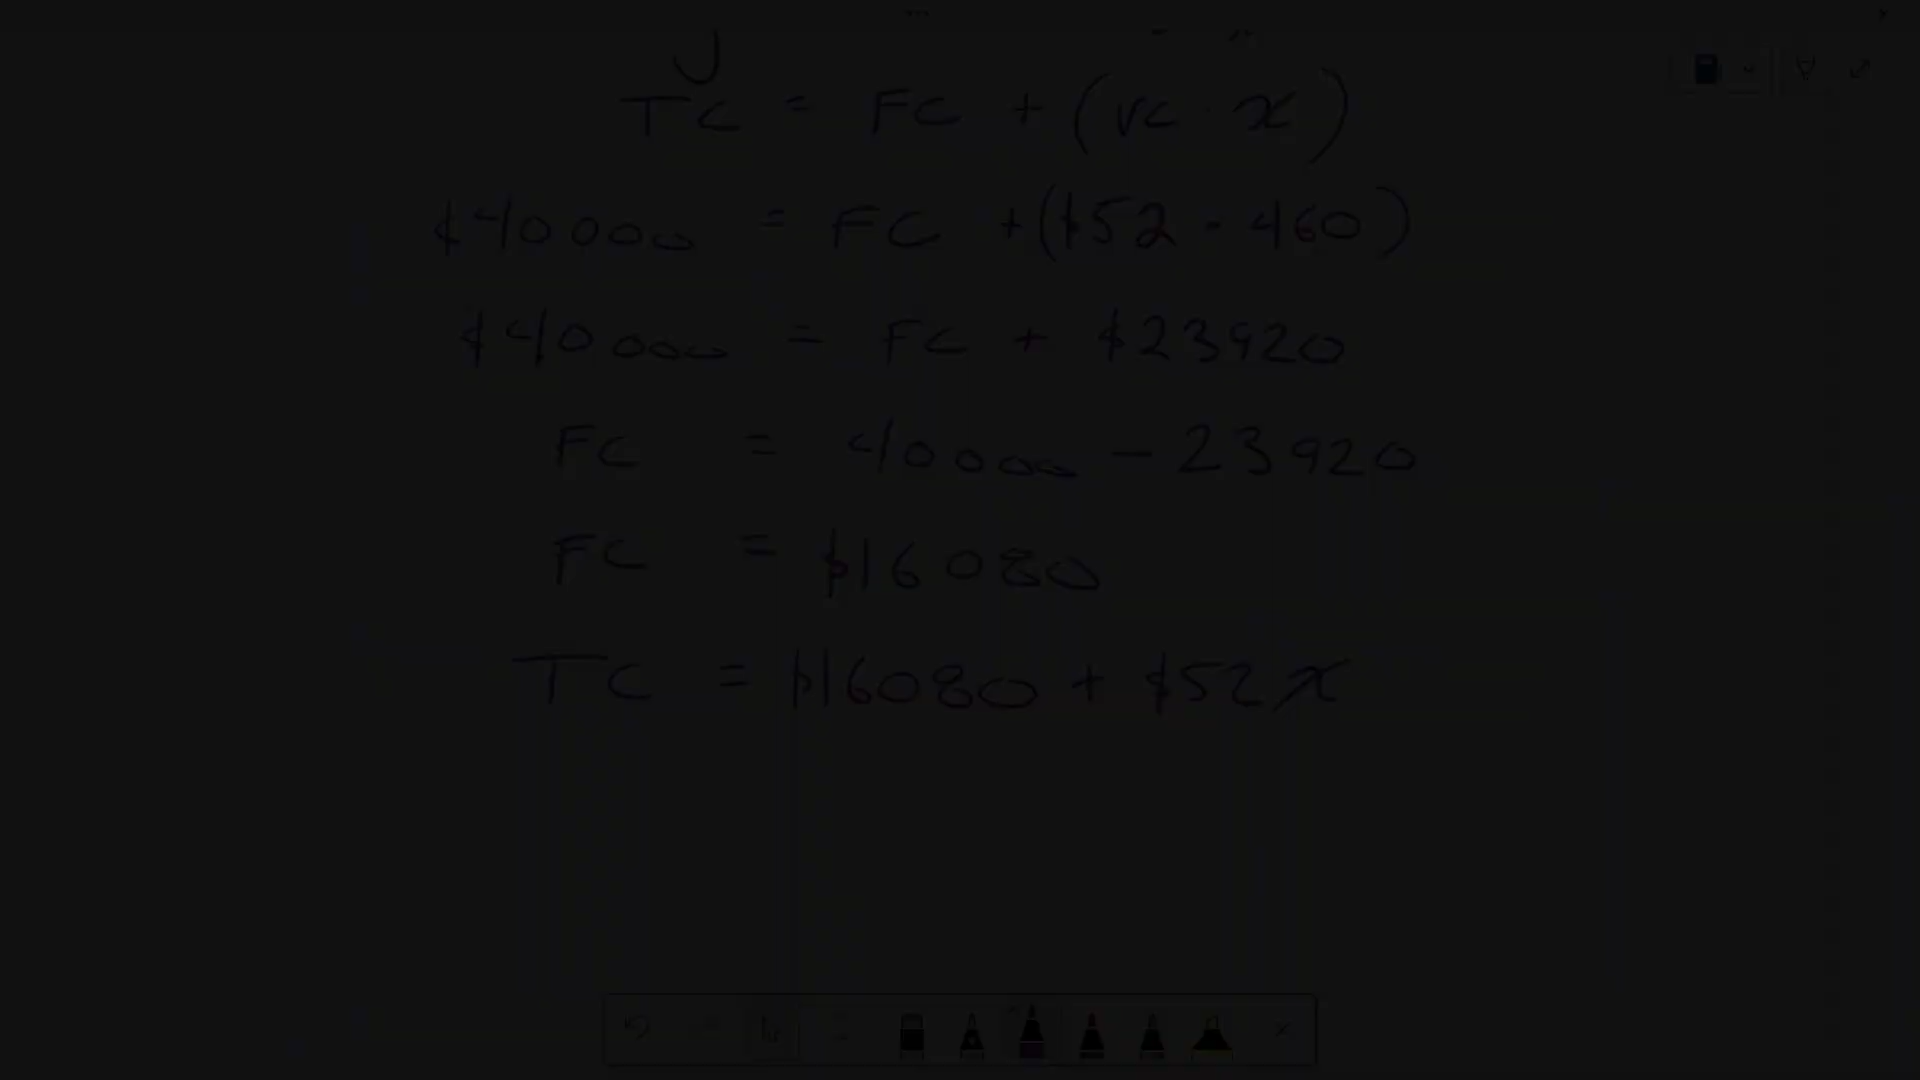 TC = FC + (VC · x)
$40000 = FC + ($52 · 460)
$40000 = FC + $23920
FC = 40000 - 23920
FC = $16080
TC = $16080 + $52x